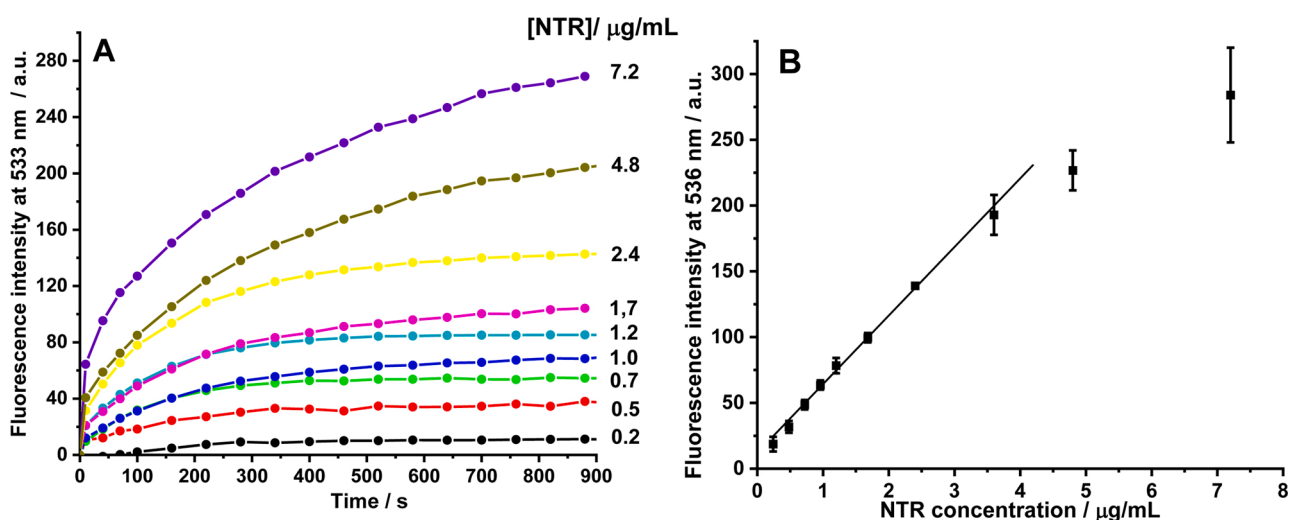 A
[NTR]/ μg/mL
Fluorescence intensity at 533 nm / a.u.
280
240
200
160
120
80
40
0
0 100 200 300 400 500 600 700 800 900
Time / s
7.2
4.8
2.4
1,7
1.2
1.0
0.7
0.5
0.2
B
Fluorescence intensity at 536 nm / a.u.
300
250
200
150
100
50
0
0 1 2 3 4 5 6 7 8
NTR concentration / μg/mL